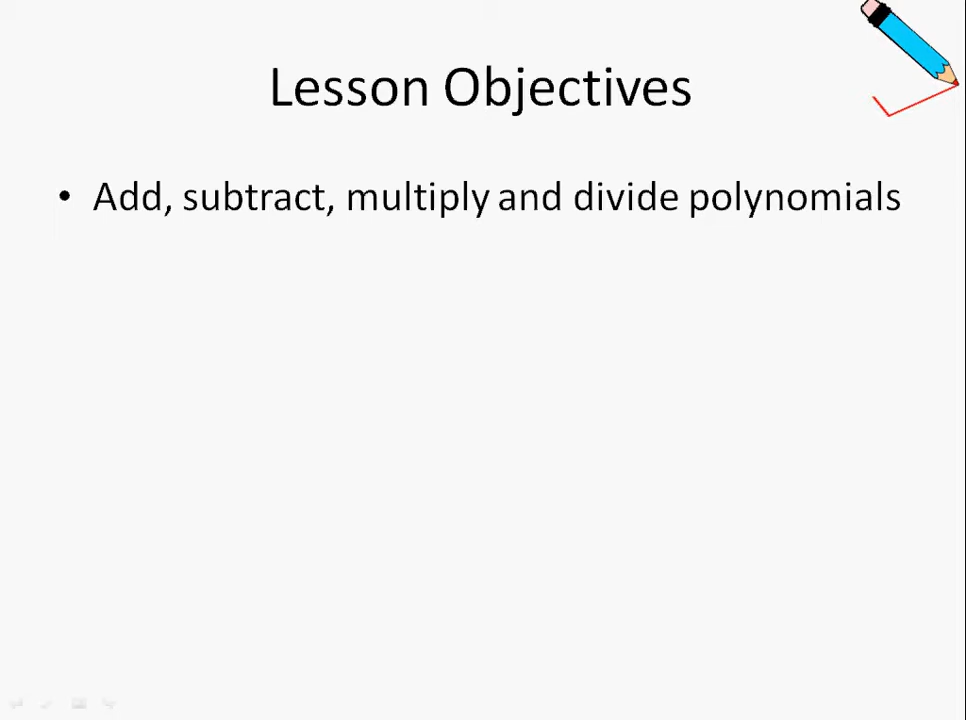 Lesson Objectives
• Add, subtract, multiply and divide polynomials